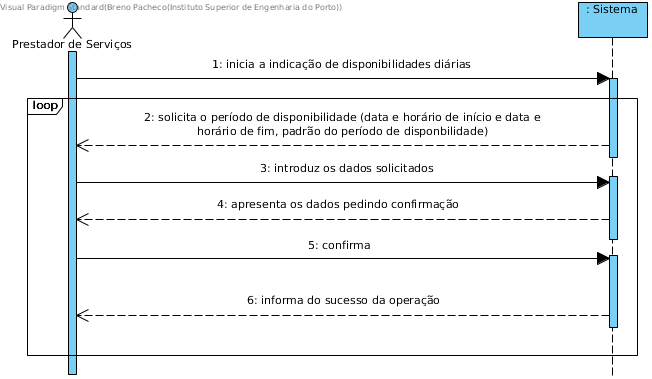 Visual Paradigm Standard(Breno Pacheco(Instituto Superior de Engenharia do Porto))
: Sistema
Prestador de Serviços
1: inicia a indicação de disponibilidades diárias
loop
2: solicita o período de disponibilidade (data e horário de início e data e
horário de fim, padrão do período de disponbilidade)
3: introduz os dados solicitados
4: apresenta os dados pedindo confirmação
5: confirma
6: informa do sucesso da operação